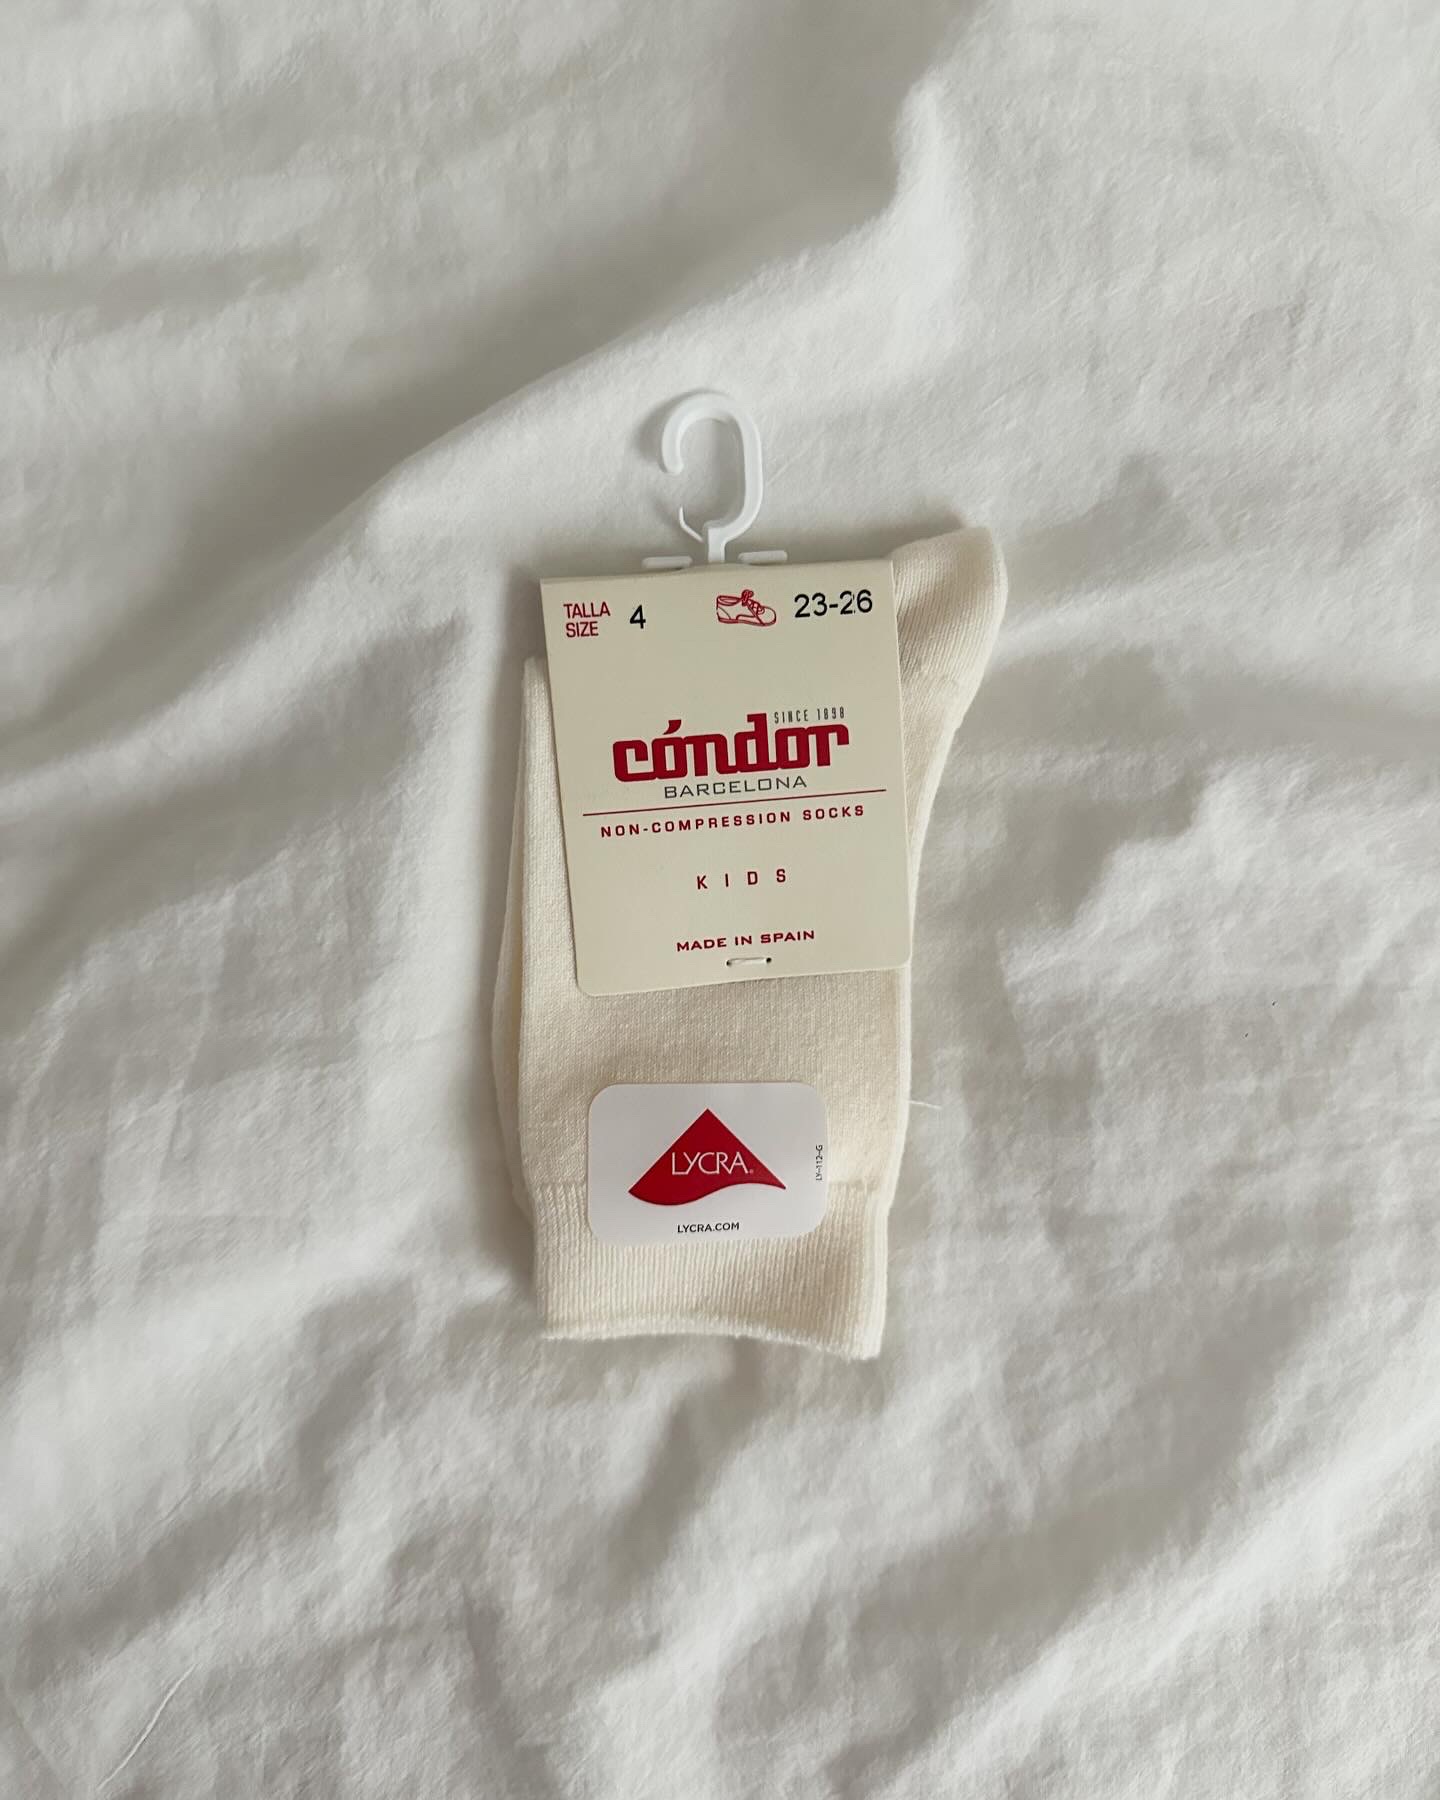 TALLA
SIZE 4 23-26
SINCE 1898
cóndor
BARCELONA
NON-COMPRESSION SOCKS
KIDS
MADE IN SPAIN
LYCRA®
LY-112-G
LYCRA.COM